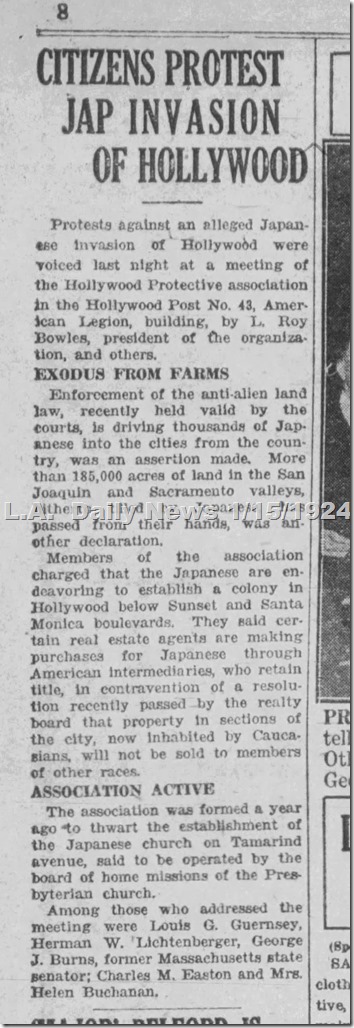 8
CITIZENS PROTEST
JAP INVASION
OF HOLLYWOOD
Protests against an alleged Japan-
ese invasion of Hollywood were
voiced last night at a meeting of
the Hollywood Protective association
in the Hollywood Post No. 43, Amer-
ican Legion, building, by L. Roy
Bowles, president of the organiza-
tion, and others.
EXODUS FROM FARMS
Enforcement of the anti-alien land
law, recently held valid by the
courts, is driving thousands of Jap-
anese into the cities from the coun-
try, was an assertion made. More
than 185,000 acres of land in the San
Joaquin and Sacramento valleys,
L.A. Daily News 1/15/1924
passed from their hands, was an-
other declaration.
Members of the association
charged that the Japanese are en-
deavoring to establish a colony in
Hollywood below Sunset and Santa
Monica boulevards. They said cer-
tain real estate agents are making
purchases for Japanese through
American intermediaries, who retain
title, in contravention of a resolu-
tion recently passed by the realty
board that property in sections of
the city, now inhabited by Cauca-
sians, will not be sold to members
of other races.
ASSOCIATION ACTIVE
The association was formed a year
ago to thwart the establishment of
the Japanese church on Tamarind
avenue, said to be operated by the
board of home missions of the Pres-
byterian church.
Among those who addressed the
meeting were Louis G. Guernsey,
Herman W. Lichtenberger, George
J. Burns, former Massachusetts state
senator; Charles M. Easton and Mrs.
Helen Buchanan.
PR
tell
Oth
Geo
(Sp
SA
cloth
tive,